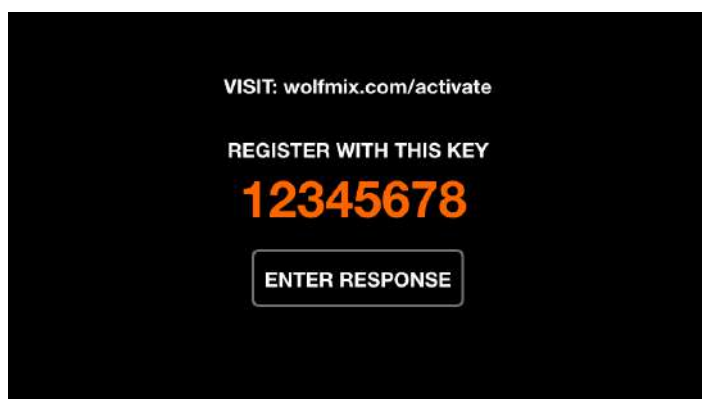 VISIT: wolfmix.com/activate
REGISTER WITH THIS KEY
12345678
ENTER RESPONSE